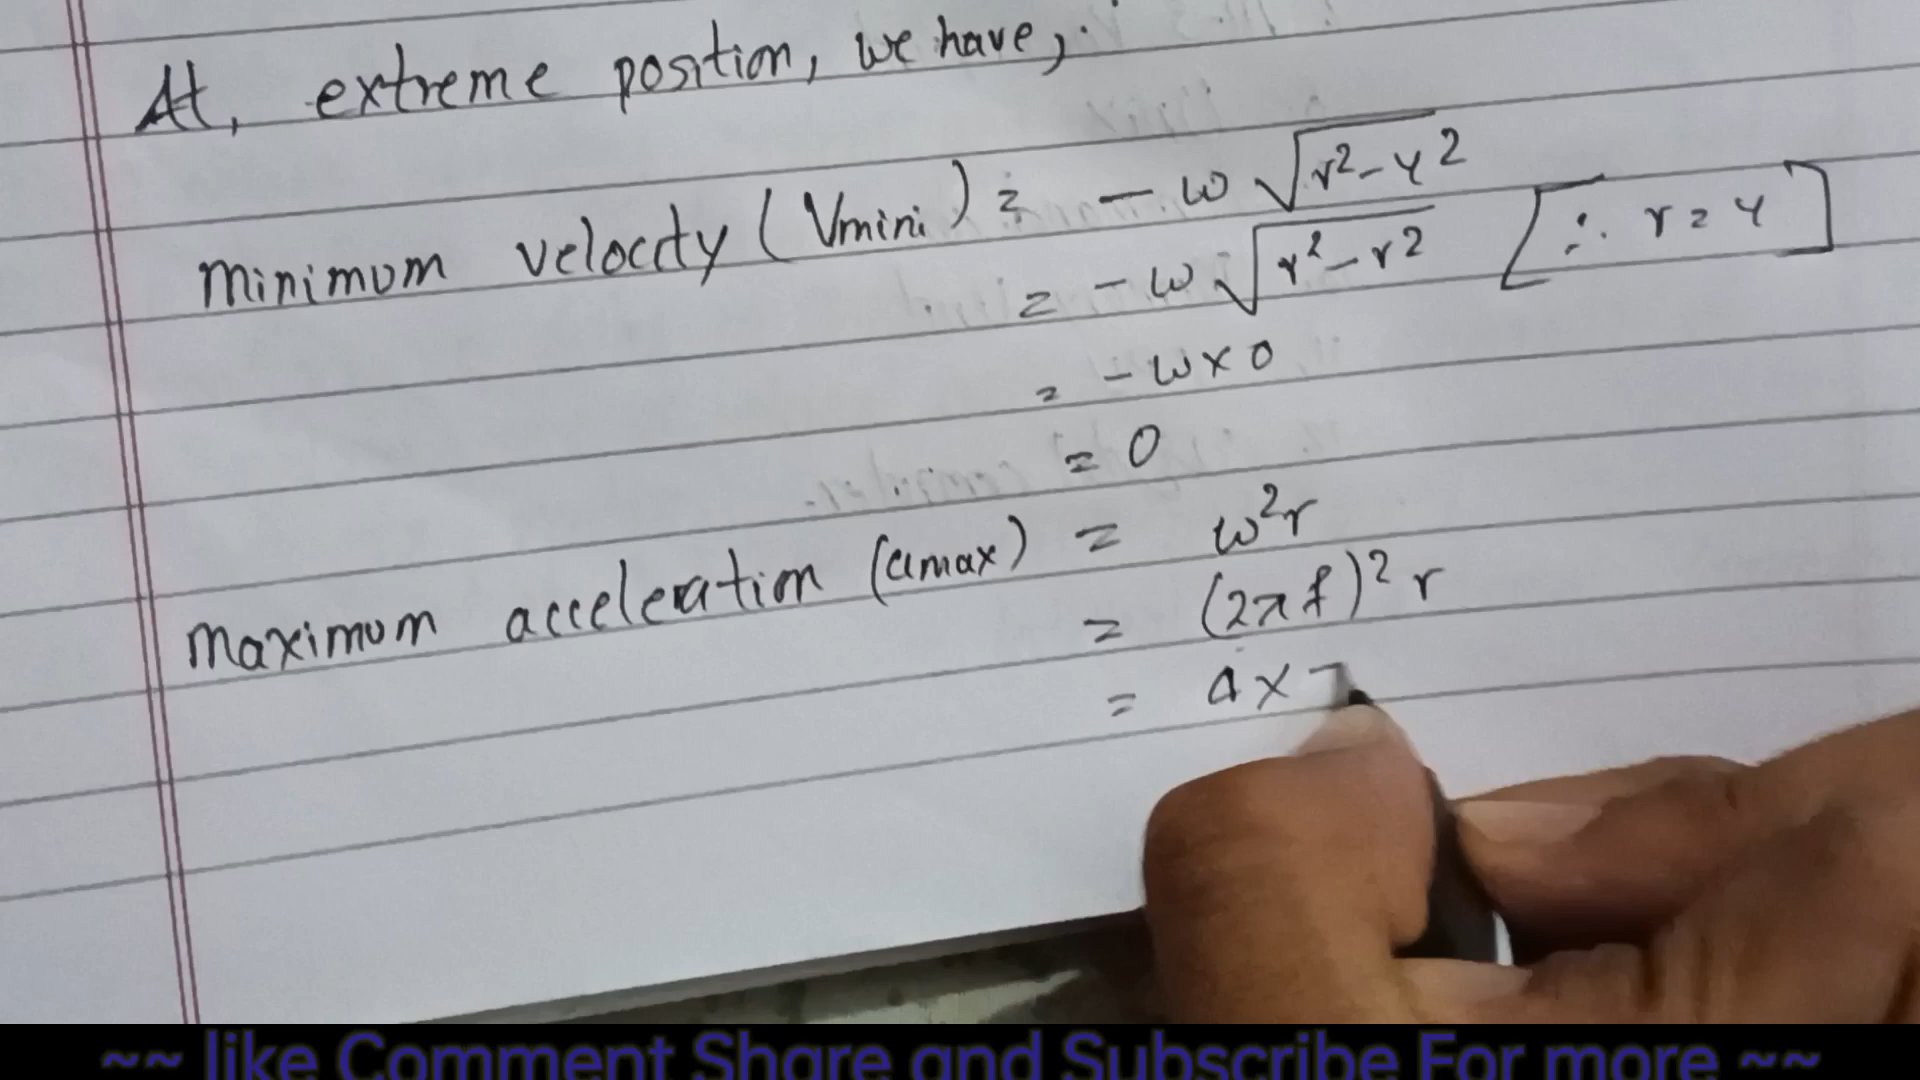 At, extreme position, we have,
Minimum velocity (Vmini) = - ω √r² - y²
= - ω √r² - r² [∴ r = y]
= - ω x 0
= 0
Maximum acceleration (amax) = ω²r
= (2πf)² r
= 4 x
~~ like Comment Share and Subscribe For more ~~